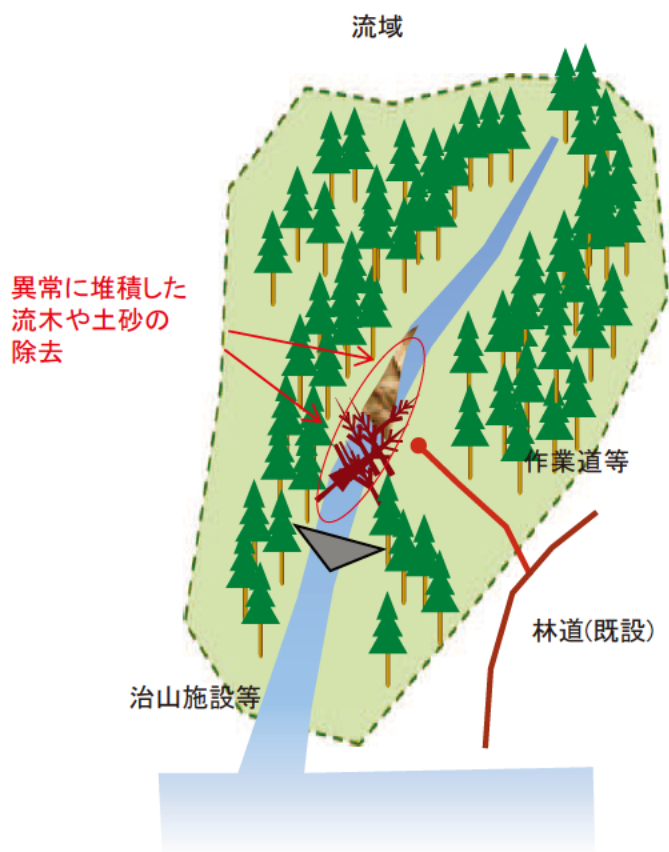 流域
異常に堆積した
流木や土砂の
除去
作業道等
林道(既設)
治山施設等